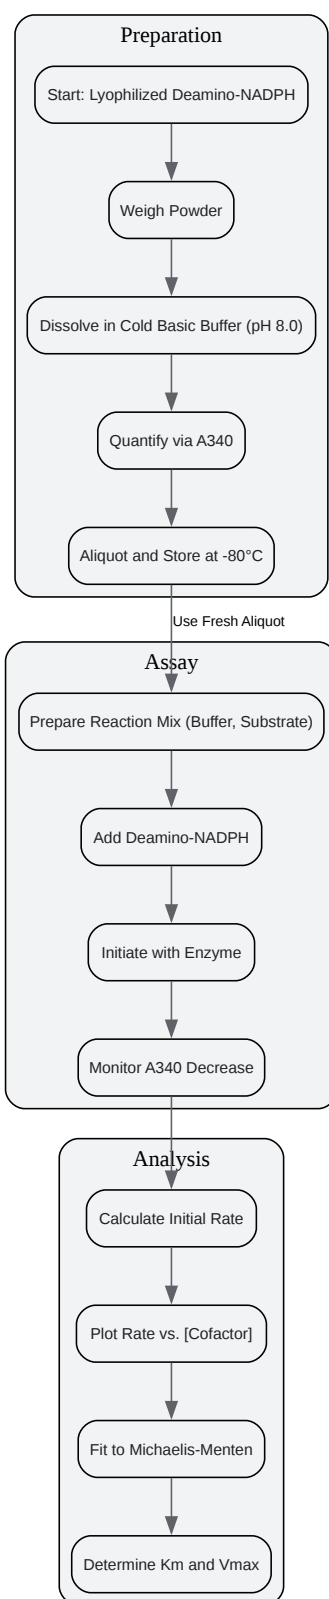 Preparation
Start: Lyophilized Deamino-NADPH
Weigh Powder
Dissolve in Cold Basic Buffer (pH 8.0)
Quantify via A340
Aliquot and Store at -80°C
Use Fresh Aliquot
Assay
Prepare Reaction Mix (Buffer, Substrate)
Add Deamino-NADPH
Initiate with Enzyme
Monitor A340 Decrease
Analysis
Calculate Initial Rate
Plot Rate vs. [Cofactor]
Fit to Michaelis-Menten
Determine Km and Vmax